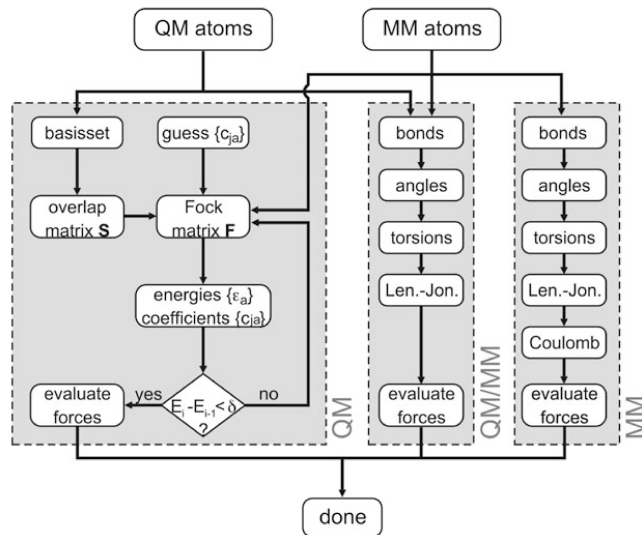 QM atoms
MM atoms
basisset
guess {cja}
overlap
matrix S
Fock
matrix F
energies {εa}
coefficients {cja}
evaluate
forces
yes
Ei -Ei-1< δ
?
no
QM
bonds
angles
torsions
Len.-Jon.
evaluate
forces
QM/MM
bonds
angles
torsions
Len.-Jon.
Coulomb
evaluate
forces
MM
done